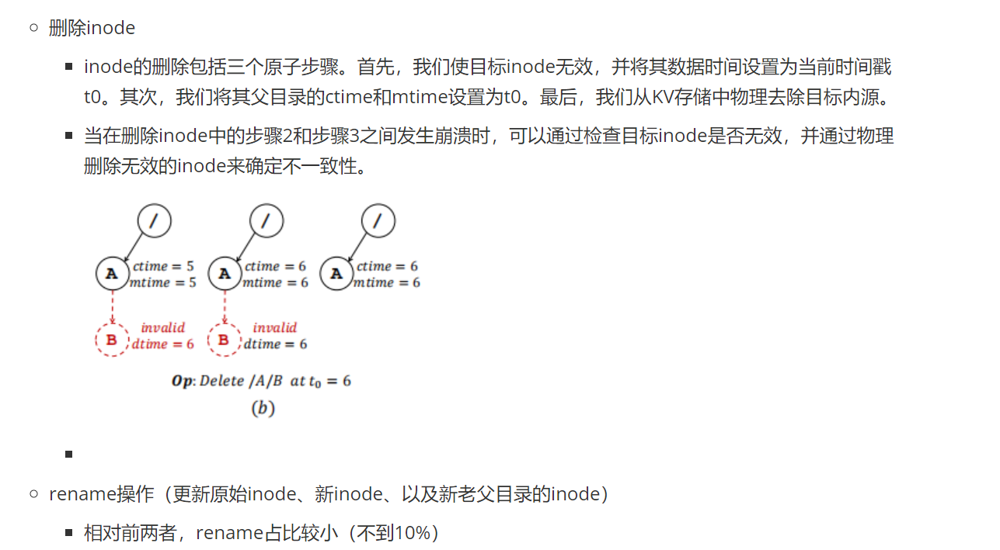 删除inode
inode的删除包括三个原子步骤。首先，我们使目标inode无效，并将其数据时间设置为当前时间戳
t0。其次，我们将其父目录的ctime和mtime设置为t0。最后，我们从KV存储中物理去除目标内源。
当在删除inode中的步骤2和步骤3之间发生崩溃时，可以通过检查目标inode是否无效，并通过物理
删除无效的inode来确定不一致性。
/ / /
A ctime = 5 A ctime = 6 A ctime = 6
mtime = 5 mtime = 6 mtime = 6
B invalid B invalid
dtime = 6 dtime = 6
Op: Delete /A/B at t₀ = 6
(b)
rename操作（更新原始inode、新inode、以及新老父目录的inode）
相对前两者，rename占比较小（不到10%）